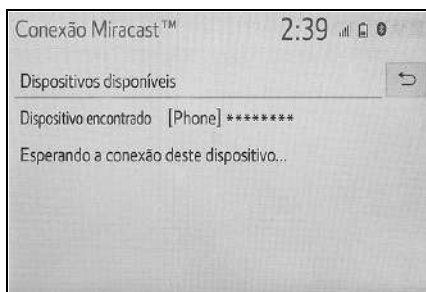 Conexão Miracast™ 2:39
Dispositivos disponíveis
Dispositivo encontrado [Phone] ********
Esperando a conexão deste dispositivo...